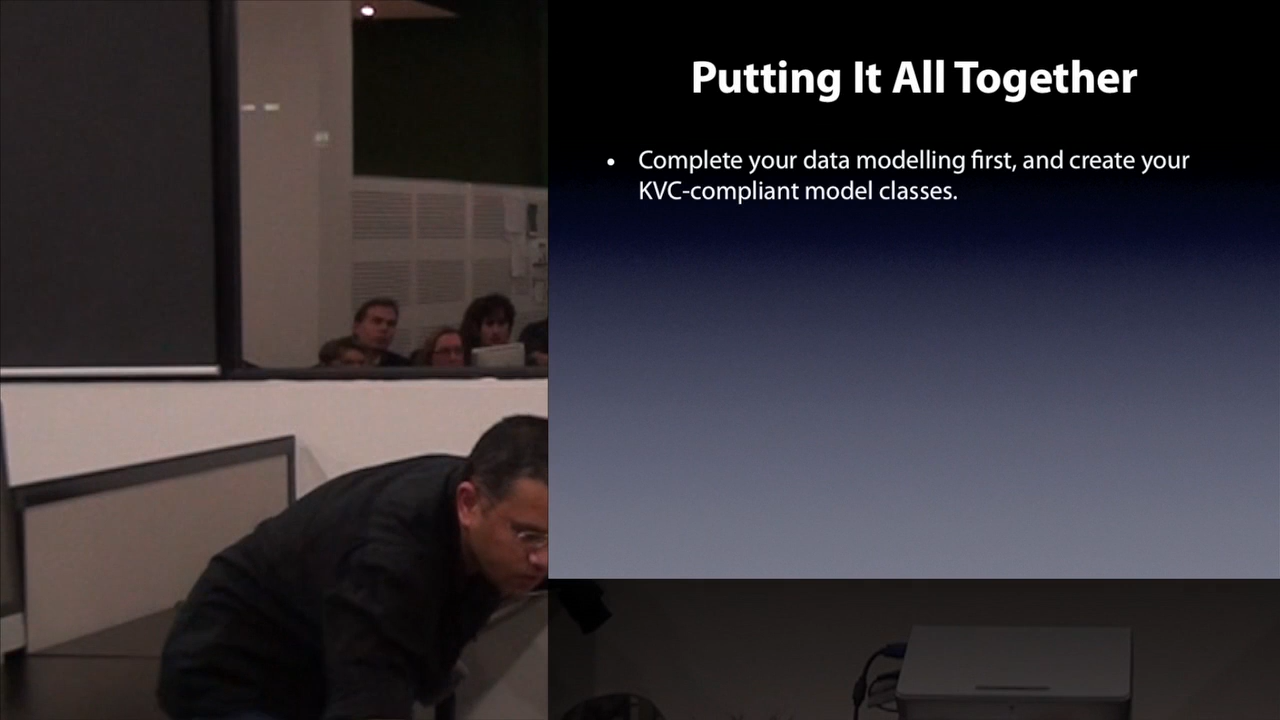 Putting It All Together
• Complete your data modelling first, and create your
KVC-compliant model classes.